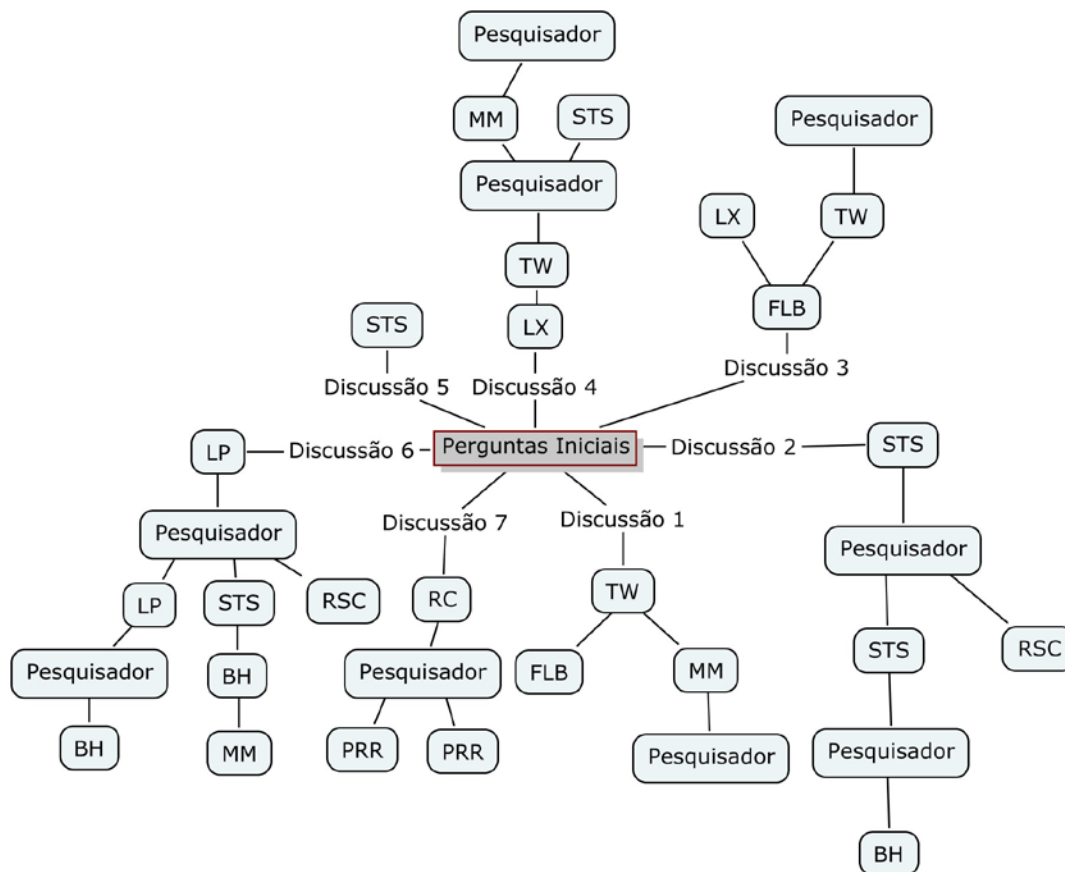 Pesquisador
MM
STS
Pesquisador
Pesquisador
LX
TW
TW
FLB
STS
LX
Discussão 3
Discussão 5
Discussão 4
LP
Discussão 6
Perguntas Iniciais
Discussão 2
STS
Pesquisador
Discussão 7
Discussão 1
Pesquisador
LP
STS
RSC
RC
TW
STS
RSC
Pesquisador
BH
Pesquisador
FLB
MM
BH
MM
PRR
PRR
Pesquisador
Pesquisador
BH